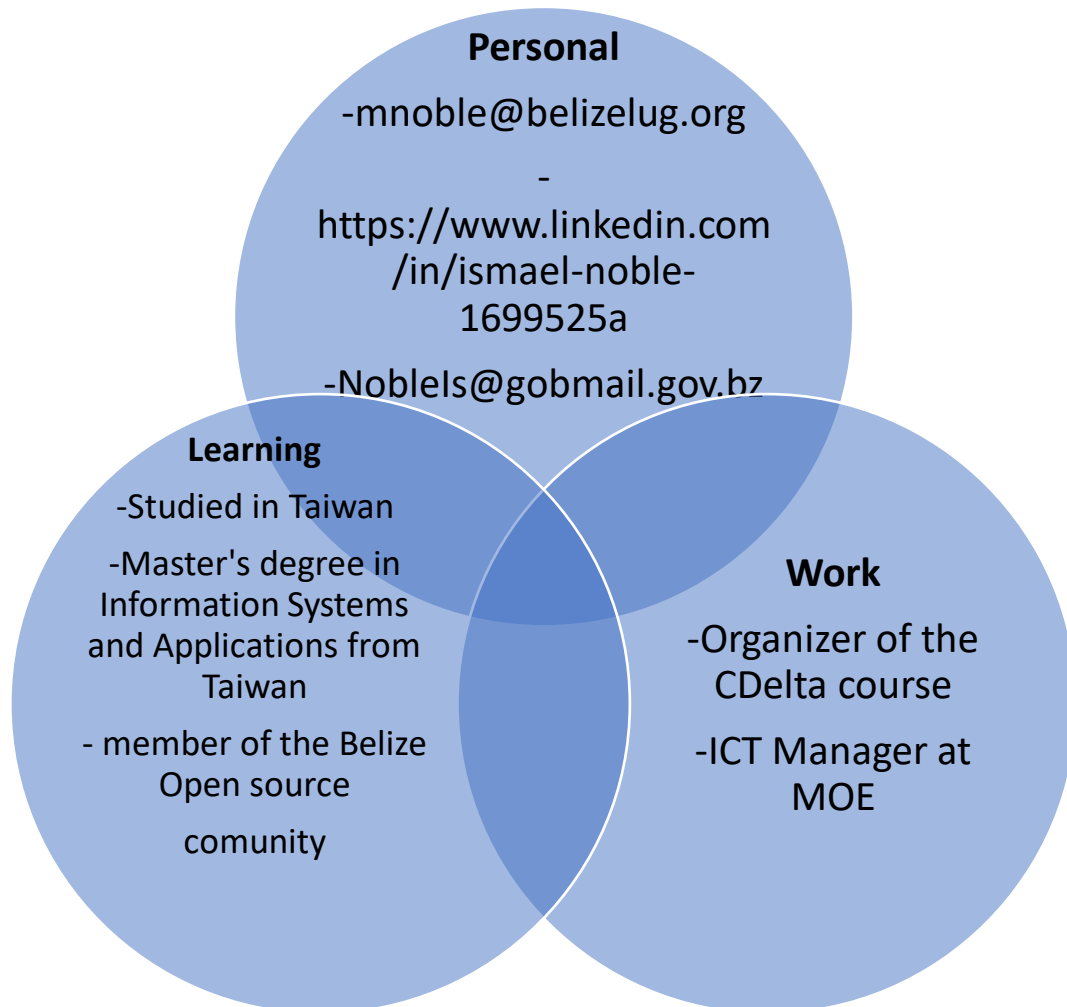 Personal
-mnoble@belizelug.org
-
https://www.linkedin.com
/in/ismael-noble-
1699525a
-NobleIs@gobmail.gov.bz
Learning
-Studied in Taiwan
-Master's degree in
Information Systems
and Applications from
Taiwan
- member of the Belize
Open source
comunity
Work
-Organizer of the
CDelta course
-ICT Manager at
MOE